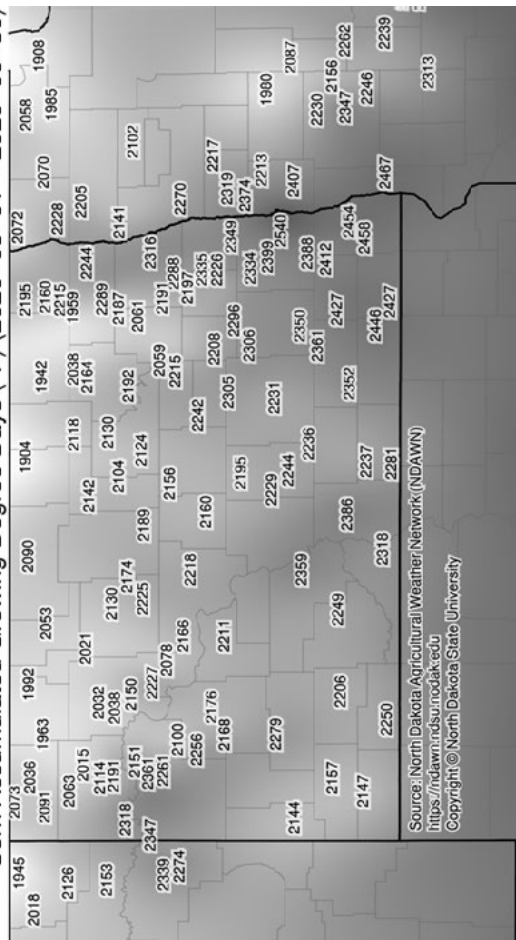 1945 2073 2195 2072
2018 2036 1992 2090 1904 2058 1908
2091 1963 2053 1942 2160 2070 1985
2126 2063 2118 2038 2215 2228
2015 2021 2142 2164 1959 2244 2205
2153 2114 2032 2130 2130 2289
2191 2038 2104 2192 2187 2141
2318 2151 2150 2174 2124 2061 2102
2347 2361 2227 2225 2189 2316
2339 2261 2078 2156 2059 2191
2274 2100 2166 2218 2215 2288 2270
2256 2160 2242 2197
2168 2176 2211 2208 2335 2217
2305 2296 2226 2319
2279 2195 2306 2349 2374
2144 2229 2231 2334 2213 1980
2244 2399 2407 2087
2359 2236 2350 2540
2157 2206 2249 2386 2361 2388 2230 2156
2147 2352 2427 2412 2347 2262
2237 2454 2246
2250 2318 2281 2446 2458 2467 2239
2427
2313
Source: North Dakota Agricultural Weather Network (NDAWN)
https://ndawn.ndsu.nodak.edu
Copyright © North Dakota State University